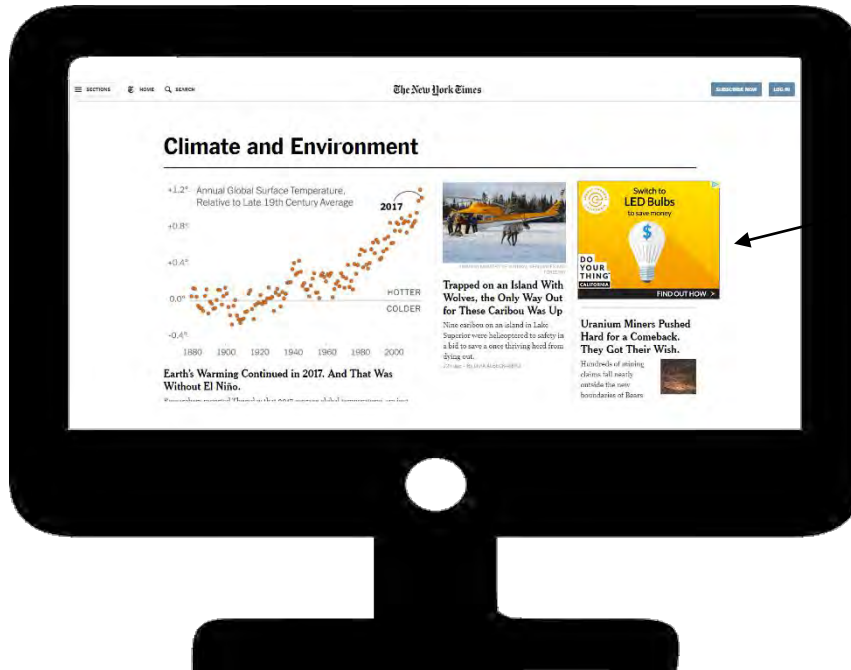 SECTIONS HOME SEARCH
The New York Times
SUBSCRIBE NOW LOG IN
Climate and Environment
Annual Global Surface Temperature,
Relative to Late 19th Century Average
+1.2°
+0.8°
+0.4°
0.0°
-0.4°
2017
HOTTER
COLDER
1880 1900 1920 1940 1960 1980 2000
Earth's Warming Continued in 2017. And That Was
Without El Niño.
Trapped on an Island With
Wolves, the Only Way Out
for These Caribou Was Up
Nine caribou on an island in Lake
Superior were helicoptered to safety in
a bid to save a once thriving herd from
dying out.
Switch to
LED Bulbs
to save money
$
DO
YOUR
THING
CALIFORNIA
FIND OUT HOW >
Uranium Miners Pushed
Hard for a Comeback.
They Got Their Wish.
Hundreds of mining
claims fall neatly
outside the new
boundaries of Bears